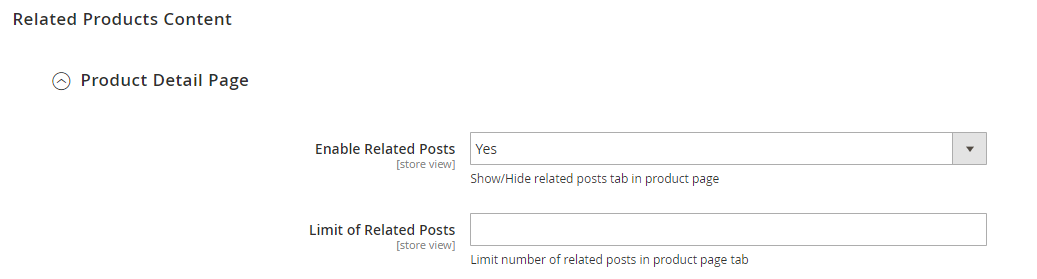 Related Products Content
Product Detail Page
Enable Related Posts
Yes
[store view]
Show/Hide related posts tab in product page
Limit of Related Posts
[store view]
Limit number of related posts in product page tab